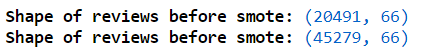 Shape of reviews before smote: (20491, 66)
Shape of reviews before smote: (45279, 66)